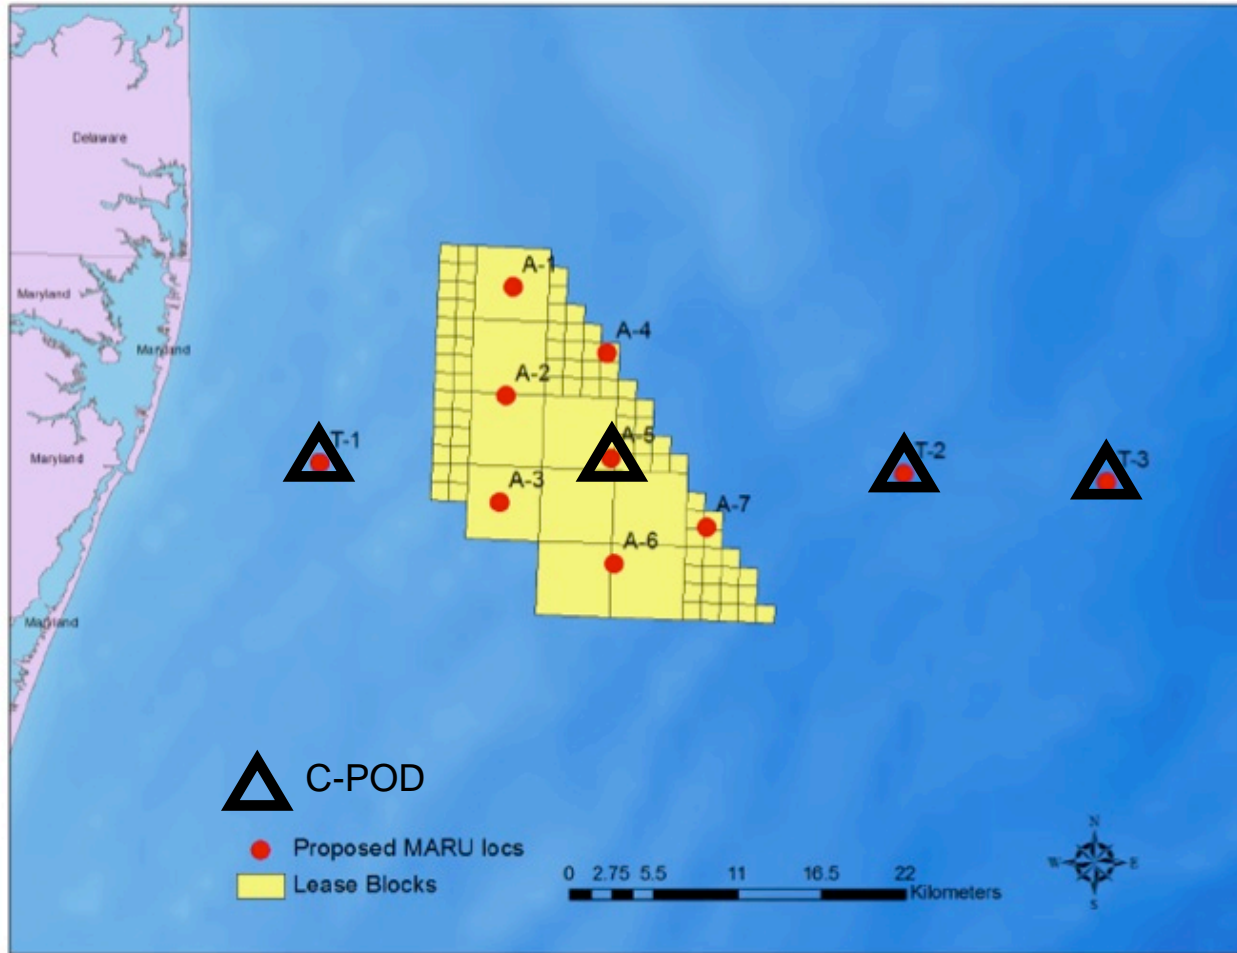 Delaware
A-1
Maryland
A-4
Maryland
A-2
T-1
A-5
T-2
Maryland
T-3
A-3
A-7
A-6
Maryland
C-POD
N
Proposed MARU locs
W E
0 2.75 5.5 11 16.5 22
Lease Blocks
Kilometers
S